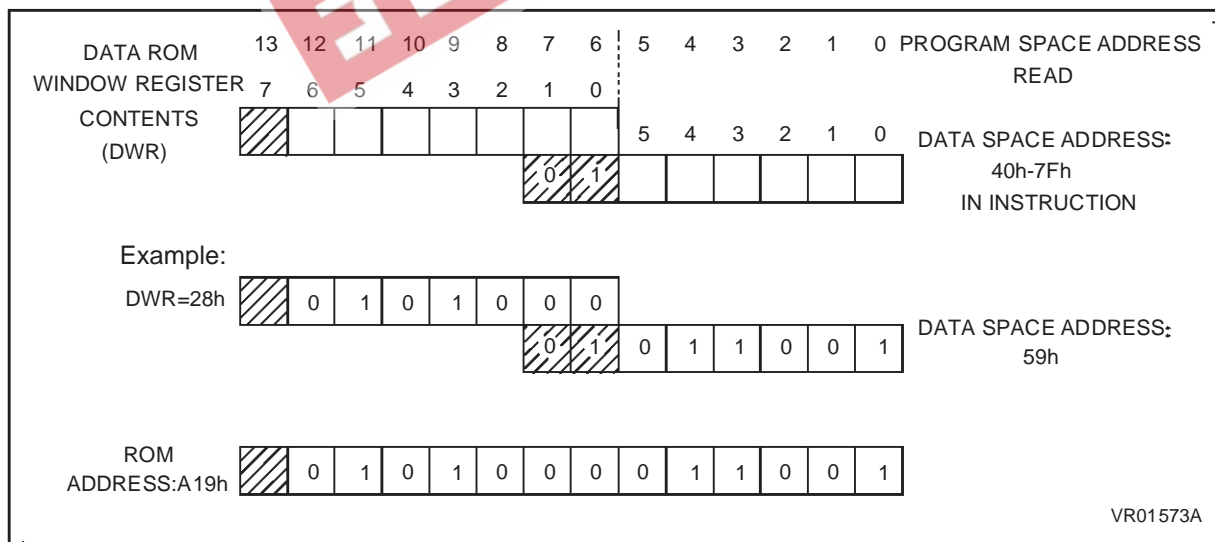 DATA ROM 13 12 11 10 9 8 7 6 5 4 3 2 1 0 PROGRAM SPACE ADDRESS
READ
WINDOW REGISTER 7 6 5 4 3 2 1 0
CONTENTS
(DWR)
5 4 3 2 1 0 DATA SPACE ADDRESS:
40h-7Fh
0 1
IN INSTRUCTION
Example:
DWR=28h 0 1 0 1 0 0 0
0 1 0 1 1 0 0 1 DATA SPACE ADDRESS:
59h
ROM
ADDRESS:A19h 0 1 0 1 0 0 0 0 1 1 0 0 1
VR01573A